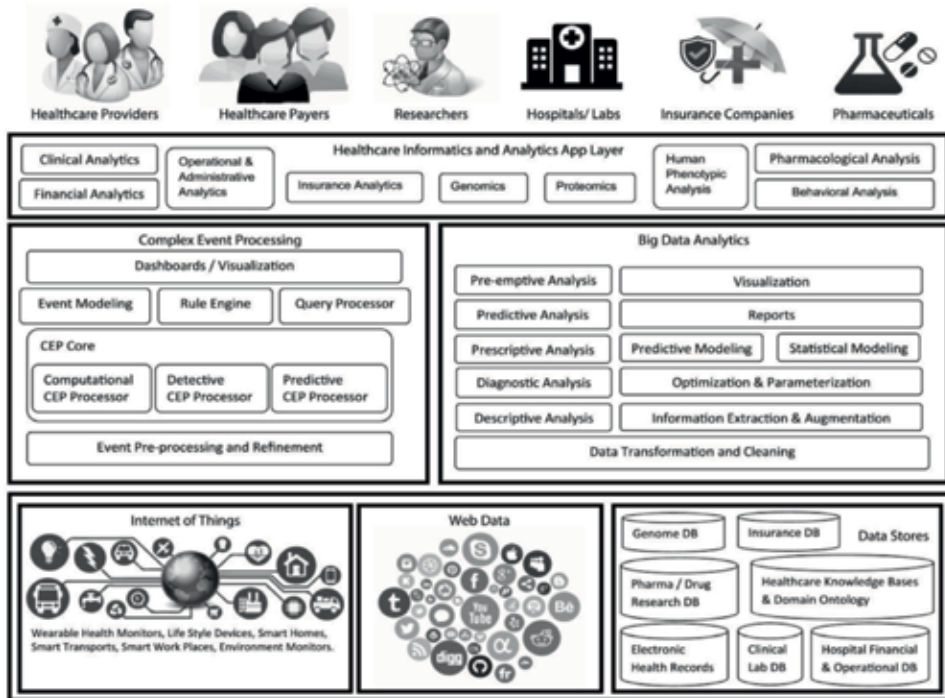 Healthcare Providers
Healthcare Payers
Researchers
Hospitals/ Labs
Insurance Companies
Pharmaceuticals
Healthcare Informatics and Analytics App Layer
Clinical Analytics
Financial Analytics
Operational &
Administrative
Analytics
Insurance Analytics
Genomics
Proteomics
Human
Phenotypic
Analysis
Pharmacological Analysis
Behavioral Analysis
Complex Event Processing
Dashboards / Visualization
Event Modeling
Rule Engine
Query Processor
CEP Core
Computational
CEP Processor
Detective
CEP Processor
Predictive
CEP Processor
Event Pre-processing and Refinement
Big Data Analytics
Pre-emptive Analysis
Visualization
Predictive Analysis
Reports
Prescriptive Analysis
Predictive Modeling
Statistical Modeling
Diagnostic Analysis
Optimization & Parameterization
Descriptive Analysis
Information Extraction & Augmentation
Data Transformation and Cleaning
Internet of Things
Wearable Health Monitors, Life Style Devices, Smart Homes,
Smart Transports, Smart Work Places, Environment Monitors.
Web Data
You
Tube
Bē
digg
fr
Data Stores
Genome DB
Insurance DB
Pharma / Drug
Research DB
Healthcare Knowledge Bases
& Domain Ontology
Electronic
Health Records
Clinical
Lab DB
Hospital Financial
& Operational DB